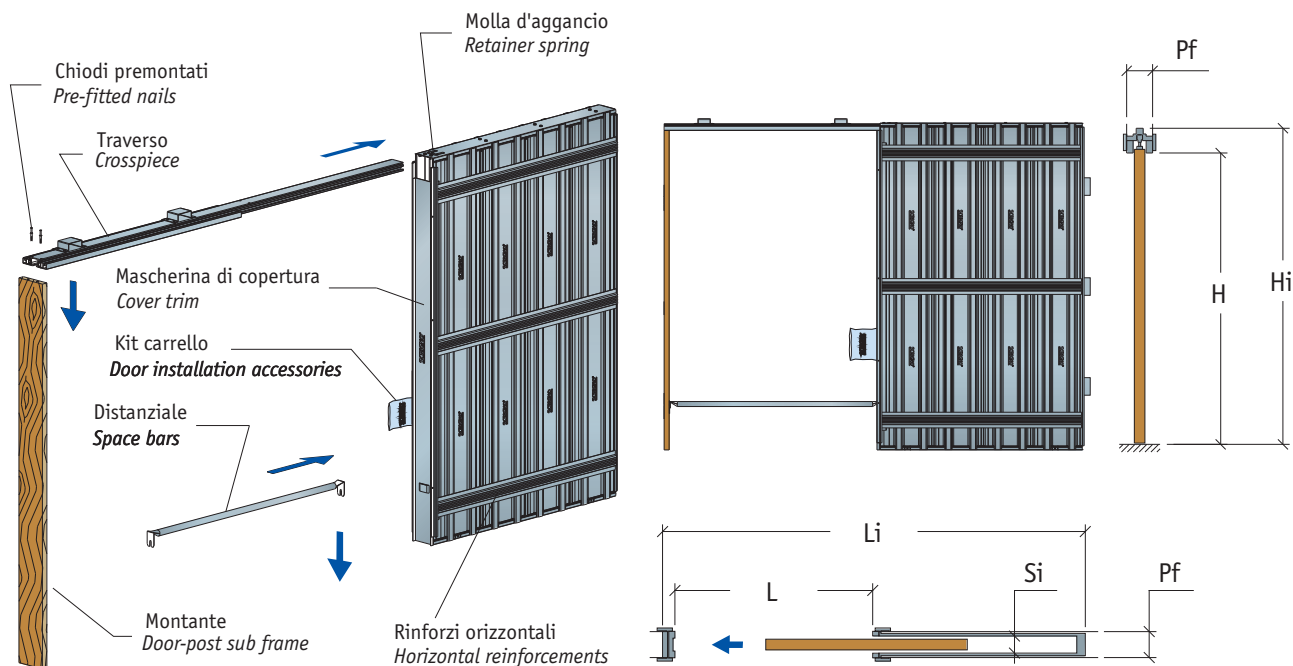 Molla d'aggancio
Retainer spring
Chiodi premontati
Pre-fitted nails
Traverso
Crosspiece
Mascherina di copertura
Cover trim
Kit carrello
Door installation accessories
Distanziale
Space bars
Montante
Door-post sub frame
Rinforzi orizzontali
Horizontal reinforcements
Pf
H
Hi
Li
L
Si
Pf